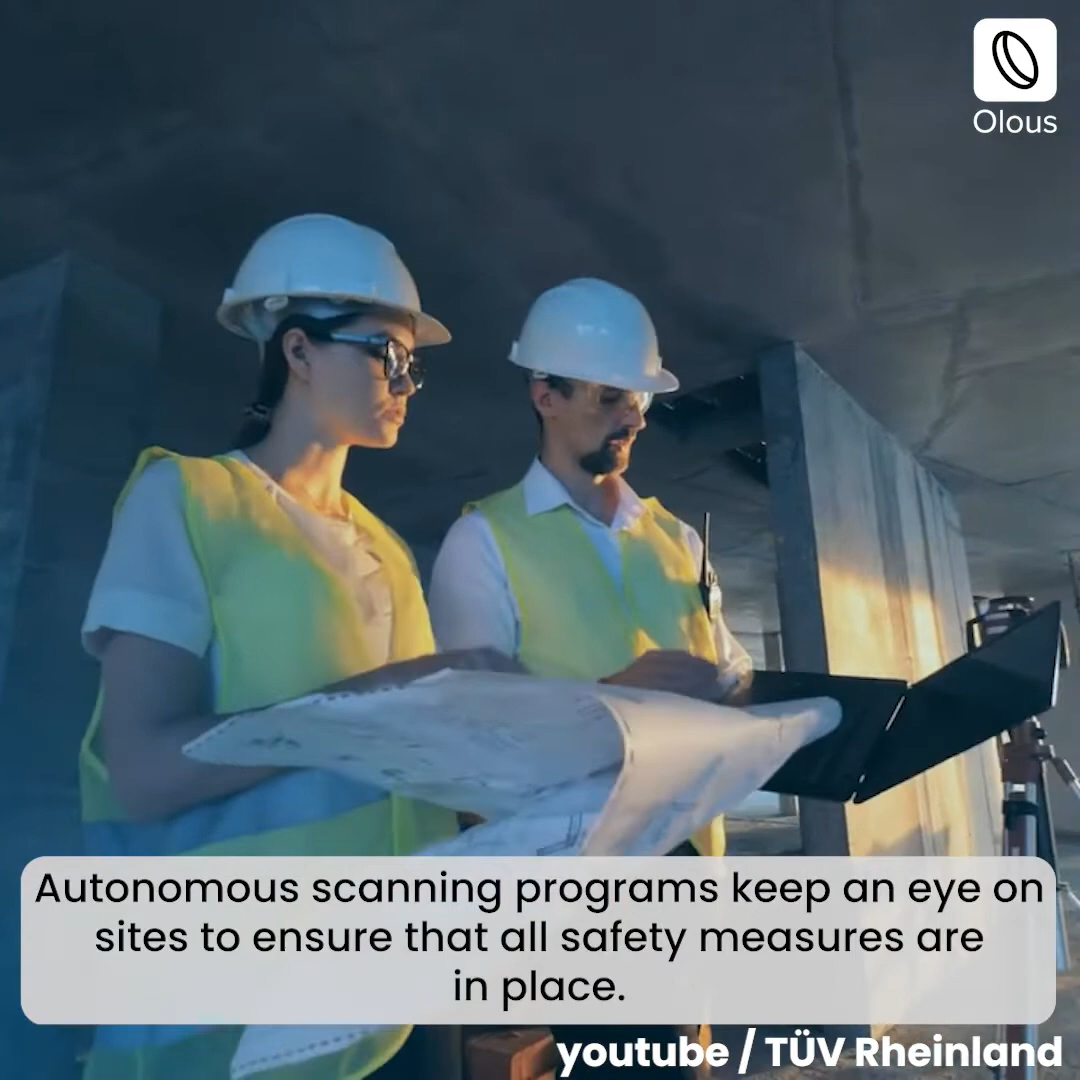 Olous
Autonomous scanning programs keep an eye on
sites to ensure that all safety measures are
in place.
youtube / TÜV Rheinland